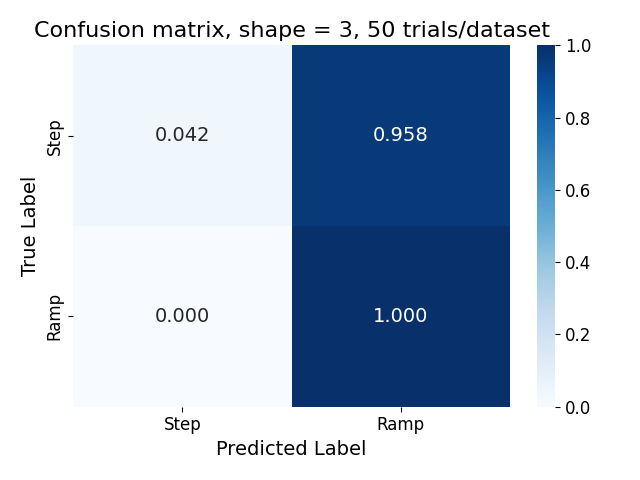 Confusion matrix, shape = 3, 50 trials/dataset
1.0
0.8
0.6
0.4
0.2
0.0
True Label
Step
0.042 0.958
Ramp
0.000 1.000
Step Ramp
Predicted Label